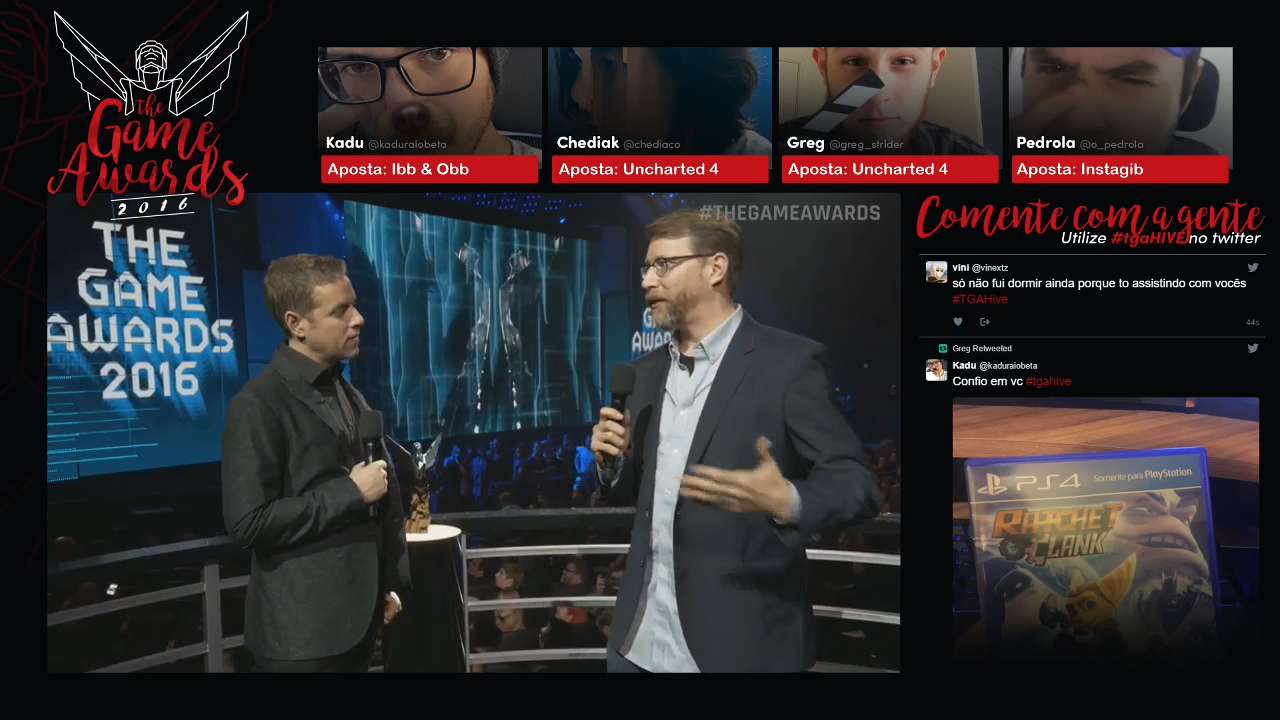 the
Game
Awards
2016
Kadu @kaduraiobeta
Aposta: Ibb & Obb
Chediak @chediaco
Aposta: Uncharted 4
Greg @greg_strider
Aposta: Uncharted 4
Pedrola @o_pedrola
Aposta: Instagib
#THEGAMEAWARDS
THE
GAME
AWARDS
2016
GA
AWAR
Comente com a gente
Utilize #tgaHIVE no twitter
vini @vinextz
só não fui dormir ainda porque to assistindo com vocês
#TGAHive
44s
Greg Retweeted
Kadu @kaduraiobeta
Confio em vc #tgahive
PS4 Somente para PlayStation.
RATCHET
CLANK